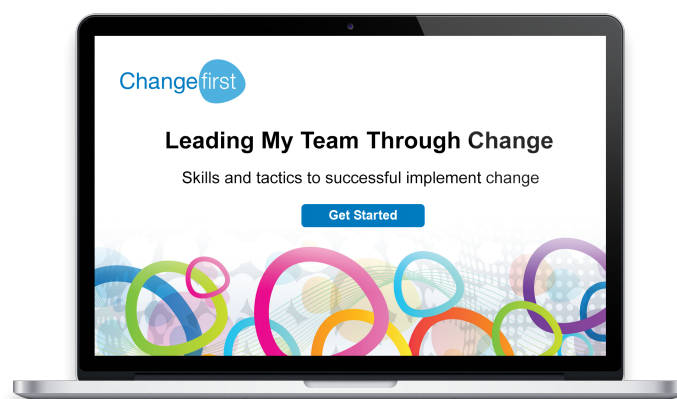 Changefirst
Leading My Team Through Change
Skills and tactics to successful implement change
Get Started